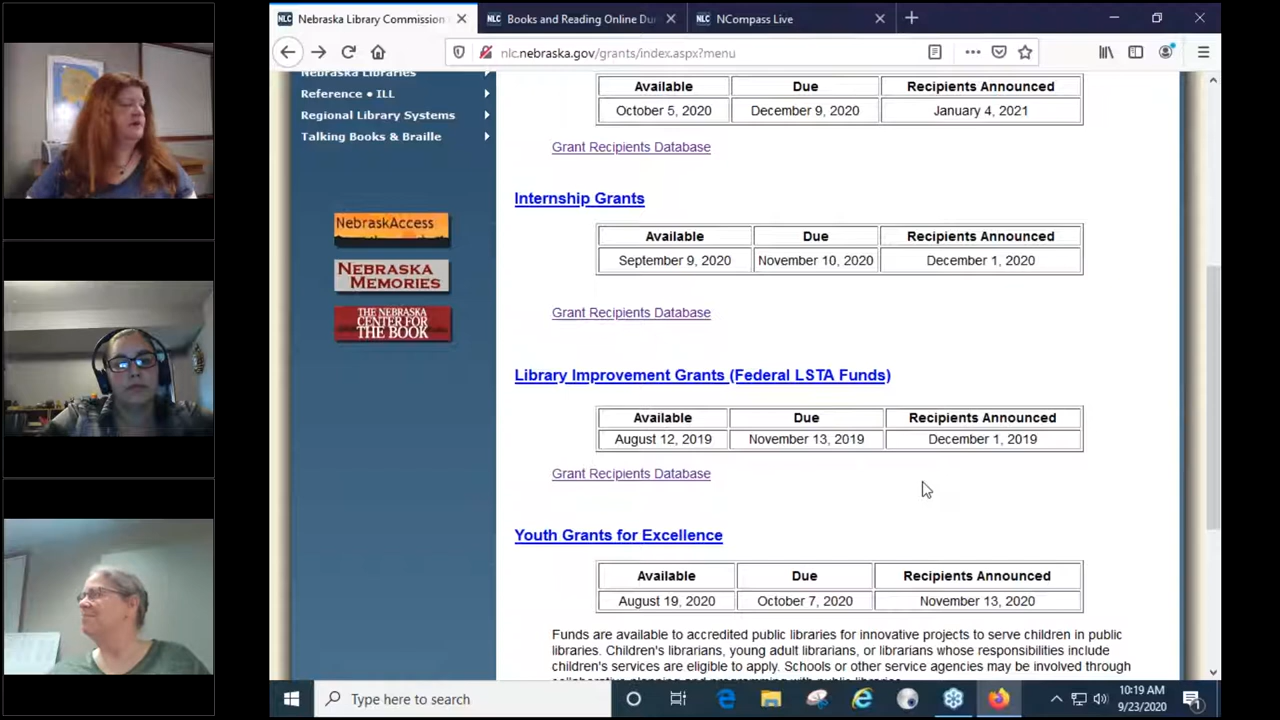 Nebraska Library Commission
Books and Reading Online Du
NCompass Live
nlc.nebraska.gov/grants/index.aspx?menu
Nebraska Libraries
Reference • ILL
Regional Library Systems
Talking Books & Braille
NebraskAccess
NEBRASKA
MEMORIES
THE NEBRASKA
CENTER FOR
THE BOOK
Available Due Recipients Announced
October 5, 2020 December 9, 2020 January 4, 2021
Grant Recipients Database
Internship Grants
Available Due Recipients Announced
September 9, 2020 November 10, 2020 December 1, 2020
Grant Recipients Database
Library Improvement Grants (Federal LSTA Funds)
Available Due Recipients Announced
August 12, 2019 November 13, 2019 December 1, 2019
Grant Recipients Database
Youth Grants for Excellence
Available Due Recipients Announced
August 19, 2020 October 7, 2020 November 13, 2020
Funds are available to accredited public libraries for innovative projects to serve children in public
libraries. Children's librarians, young adult librarians, or librarians whose responsibilities include
children's services are eligible to apply. Schools or other service agencies may be involved through
Type here to search
10:19 AM
9/23/2020